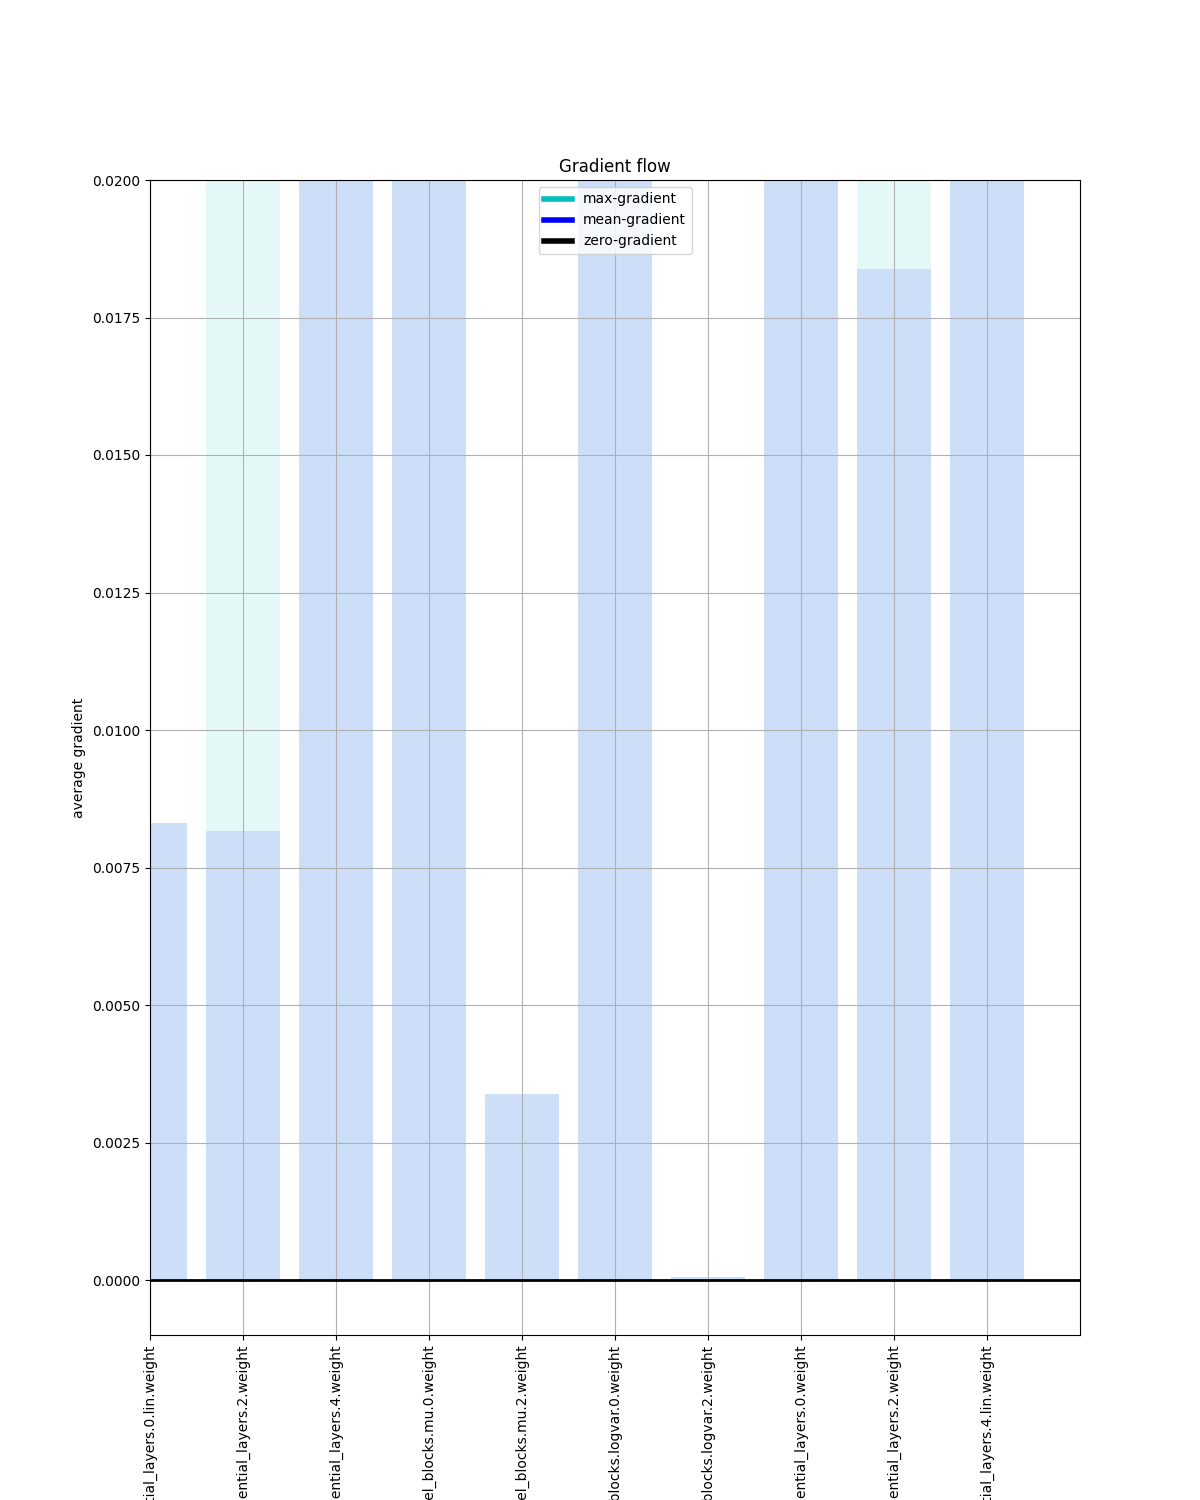 Gradient flow
max-gradient
mean-gradient
zero-gradient
0.0200
0.0175
0.0150
0.0125
0.0100
0.0075
0.0050
0.0025
0.0000
average gradient
tial_layers.0.lin.weight
ential_layers.2.weight
ential_layers.4.weight
el_blocks.mu.0.weight
el_blocks.mu.2.weight
blocks.logvar.0.weight
blocks.logvar.2.weight
ential_layers.0.weight
ential_layers.2.weight
tial_layers.4.lin.weight